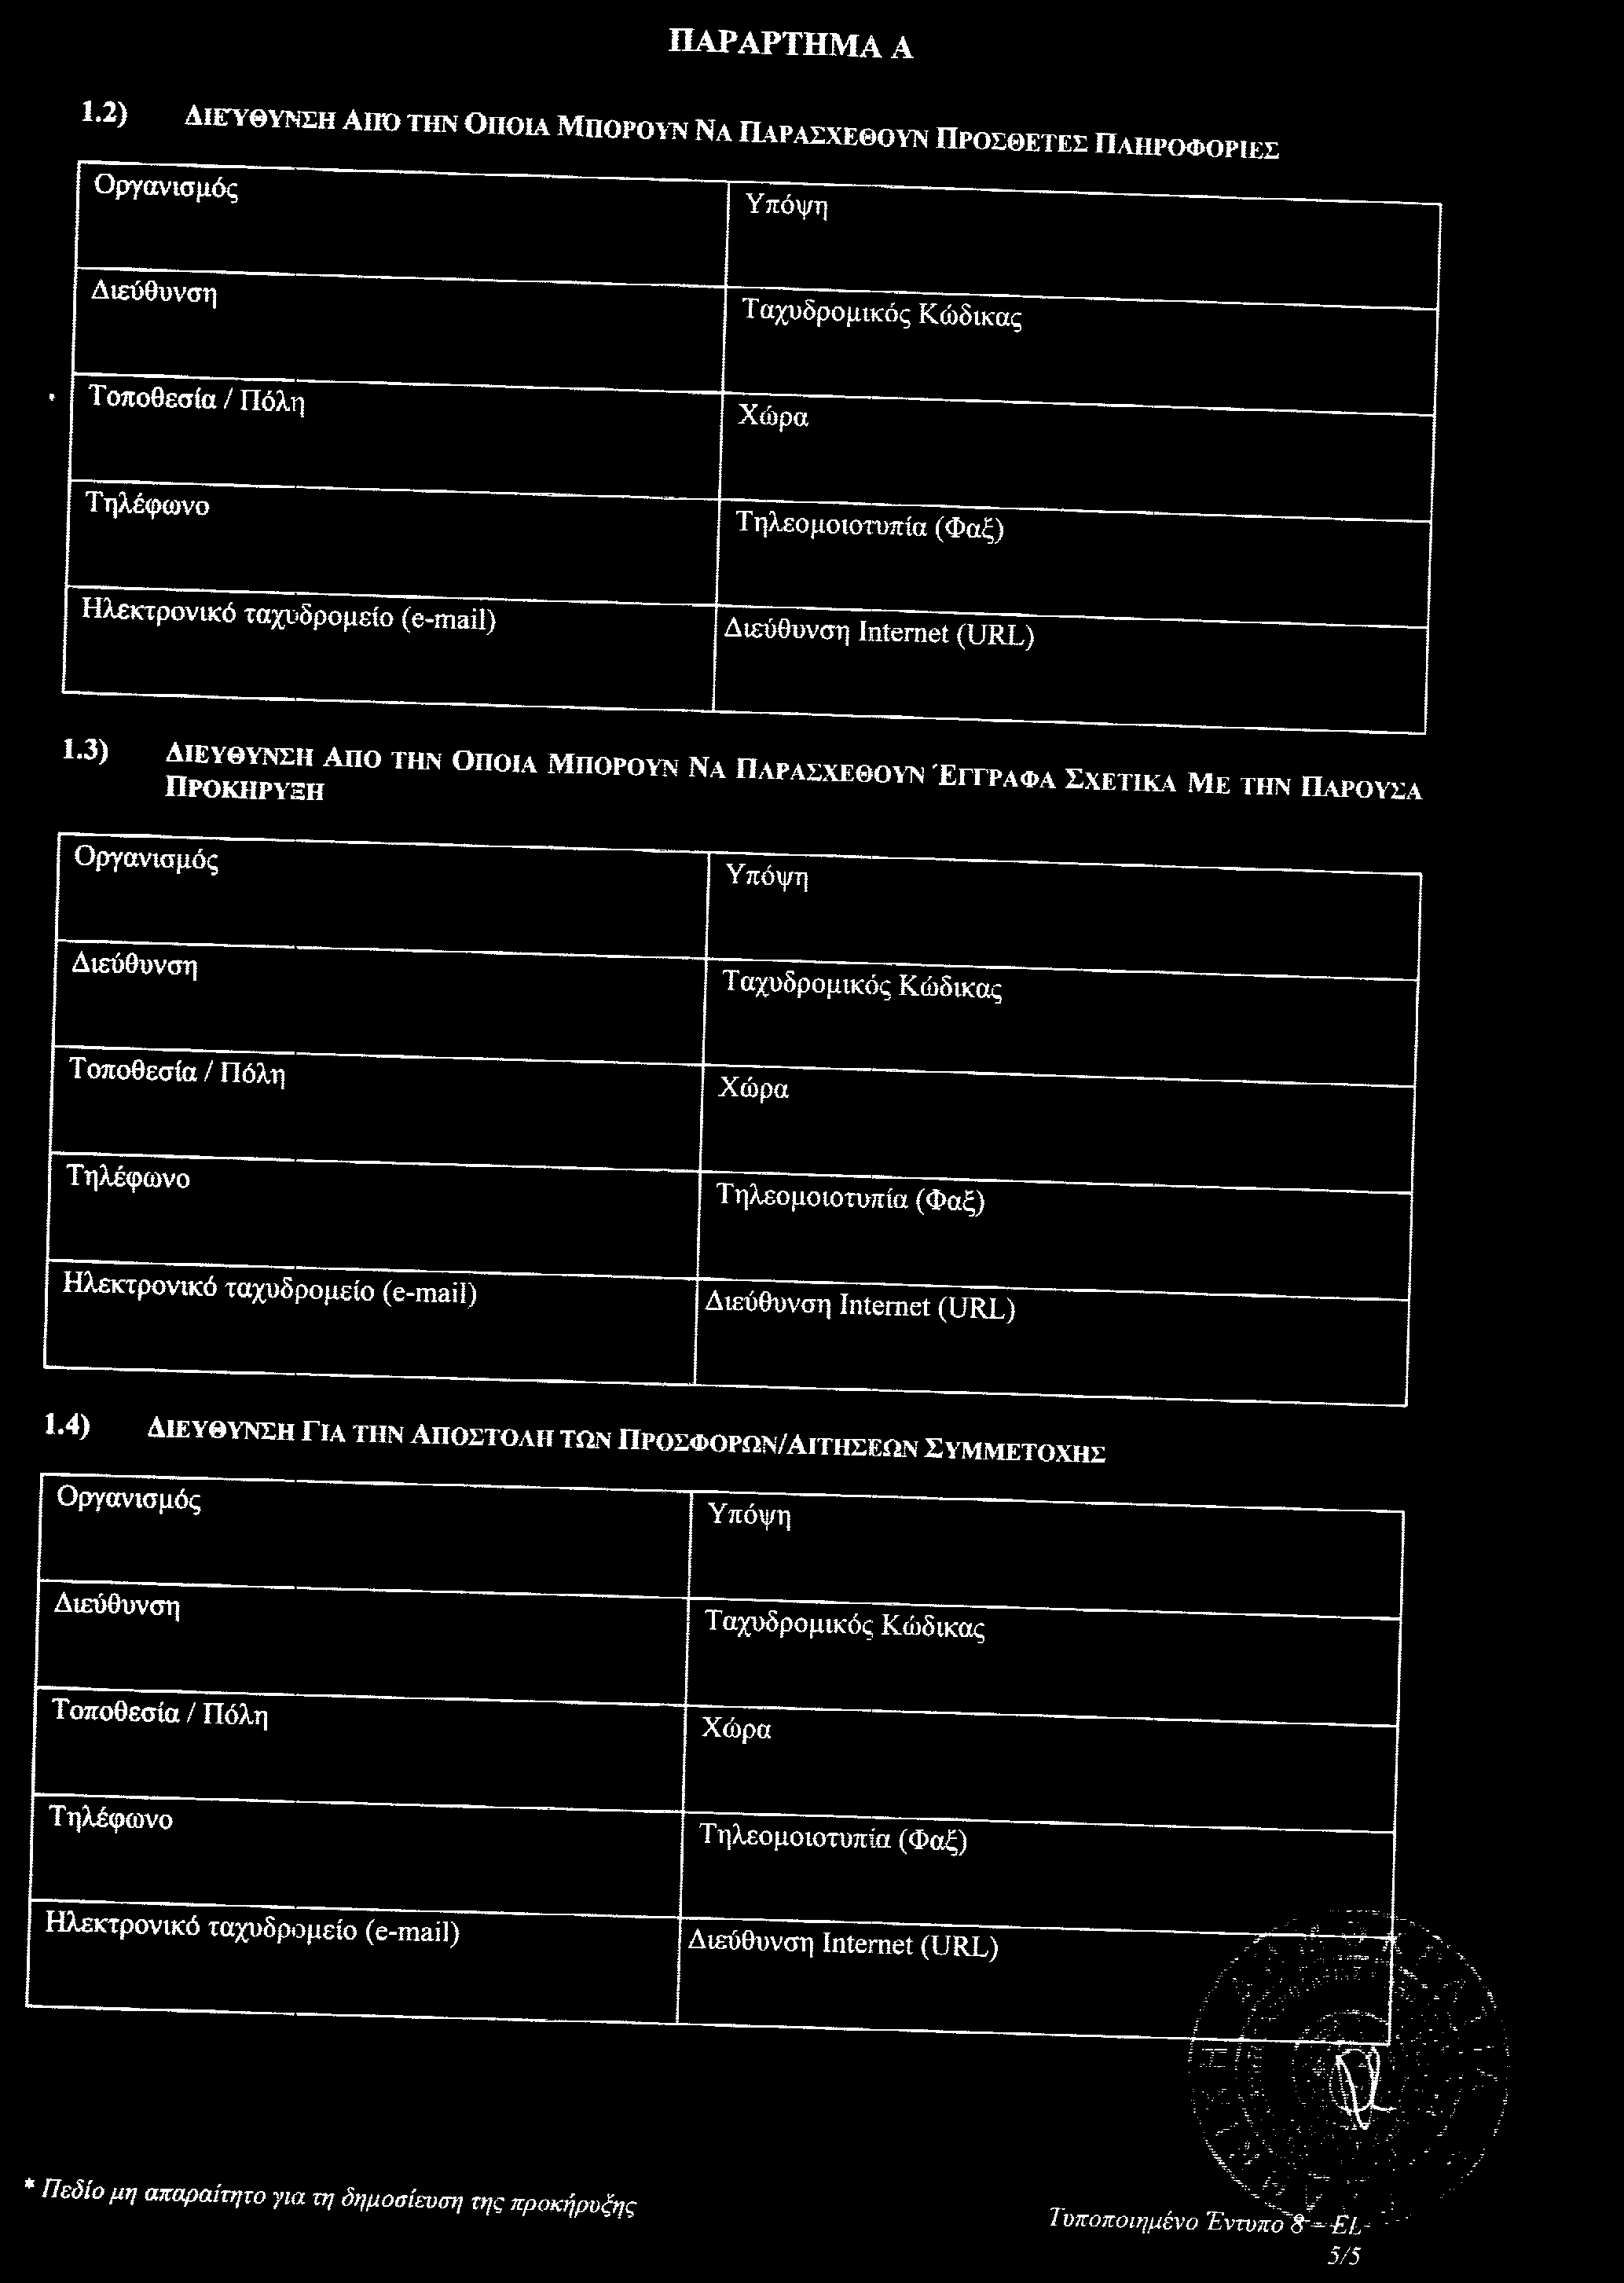 ΠΑΡΑΡΤΗΜΑ Α
1.2) ΔΙΕΎΘΥΝΣΗ ΑΠΌ ΤΗΝ ΟΠΟΙΑ ΜΠΟΡΟΥΝ ΝΑ ΠΑΡΑΣΧΕΘΟΥΝ ΠΡΟΣΘΕΤΕΣ ΠΛΗΡΟΦΟΡΙΕΣ
Οργανισμός Υπόψη
Διεύθυνση Ταχυδρομικός Κώδικας
Τοποθεσία / Πόλη Χώρα
Τηλέφωνο Τηλεομοιοτυπία (Φαξ)
Ηλεκτρονικό ταχυδρομείο (e-mail) Διεύθυνση Internet (URL)
1.3) ΔΙΕΥΘΥΝΣΗ ΑΠΟ ΤΗΝ ΟΠΟΙΑ ΜΠΟΡΟΥΝ ΝΑ ΠΑΡΑΣΧΕΘΟΥΝ ΈΓΓΡΑΦΑ ΣΧΕΤΙΚΑ ΜΕ ΤΗΝ ΠΑΡΟΥΣΑ
ΠΡΟΚΗΡΥΞΗ
Οργανισμός Υπόψη
Διεύθυνση Ταχυδρομικός Κώδικας
Τοποθεσία / Πόλη Χώρα
Τηλέφωνο Τηλεομοιοτυπία (Φαξ)
Ηλεκτρονικό ταχυδρομείο (e-mail) Διεύθυνση Internet (URL)
1.4) ΔΙΕΥΘΥΝΣΗ ΓΙΑ ΤΗΝ ΑΠΟΣΤΟΛΗ ΤΩΝ ΠΡΟΣΦΟΡΩΝ/ΑΙΤΗΣΕΩΝ ΣΥΜΜΕΤΟΧΗΣ
Οργανισμός Υπόψη
Διεύθυνση Ταχυδρομικός Κώδικας
Τοποθεσία / Πόλη Χώρα
Τηλέφωνο Τηλεομοιοτυπία (Φαξ)
Ηλεκτρονικό ταχυδρομείο (e-mail) Διεύθυνση Internet (URL)
* Πεδίο μη απαραίτητο για τη δημοσίευση της προκήρυξης
Τυποποιημένο Έντυπο 8 – EL
5/5